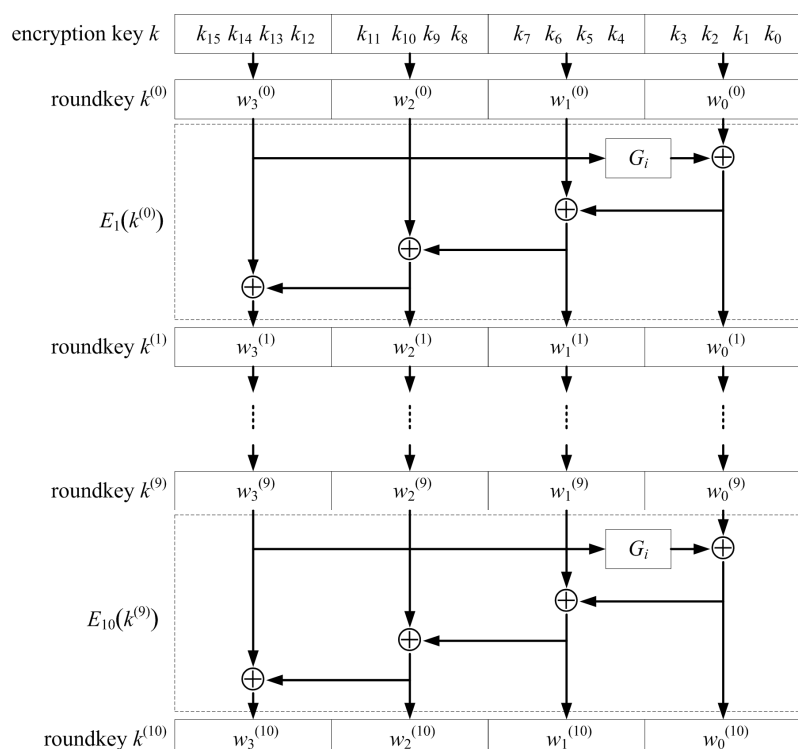 encryption key k k₁₅ k₁₄ k₁₃ k₁₂ k₁₁ k₁₀ k₉ k₈ k₇ k₆ k₅ k₄ k₃ k₂ k₁ k₀
roundkey k⁽⁰⁾ w₃⁽⁰⁾ w₂⁽⁰⁾ w₁⁽⁰⁾ w₀⁽⁰⁾
Gᵢ
E₁(k⁽⁰⁾)
roundkey k⁽¹⁾ w₃⁽¹⁾ w₂⁽¹⁾ w₁⁽¹⁾ w₀⁽¹⁾
roundkey k⁽⁹⁾ w₃⁽⁹⁾ w₂⁽⁹⁾ w₁⁽⁹⁾ w₀⁽⁹⁾
Gᵢ
E₁₀(k⁽⁹⁾)
roundkey k⁽¹⁰⁾ w₃⁽¹⁰⁾ w₂⁽¹⁰⁾ w₁⁽¹⁰⁾ w₀⁽¹⁰⁾